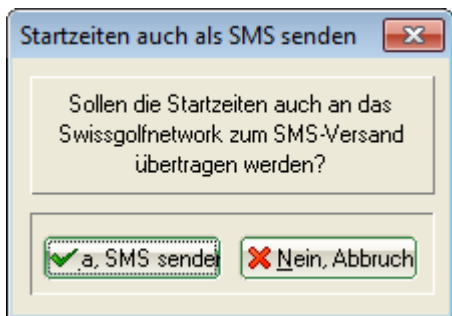 Startzeiten auch als SMS senden
Sollen die Startzeiten auch an das
Swissgolfnetwork zum SMS-Versand
übertragen werden?
a, SMS sende
Nein, Abbruch